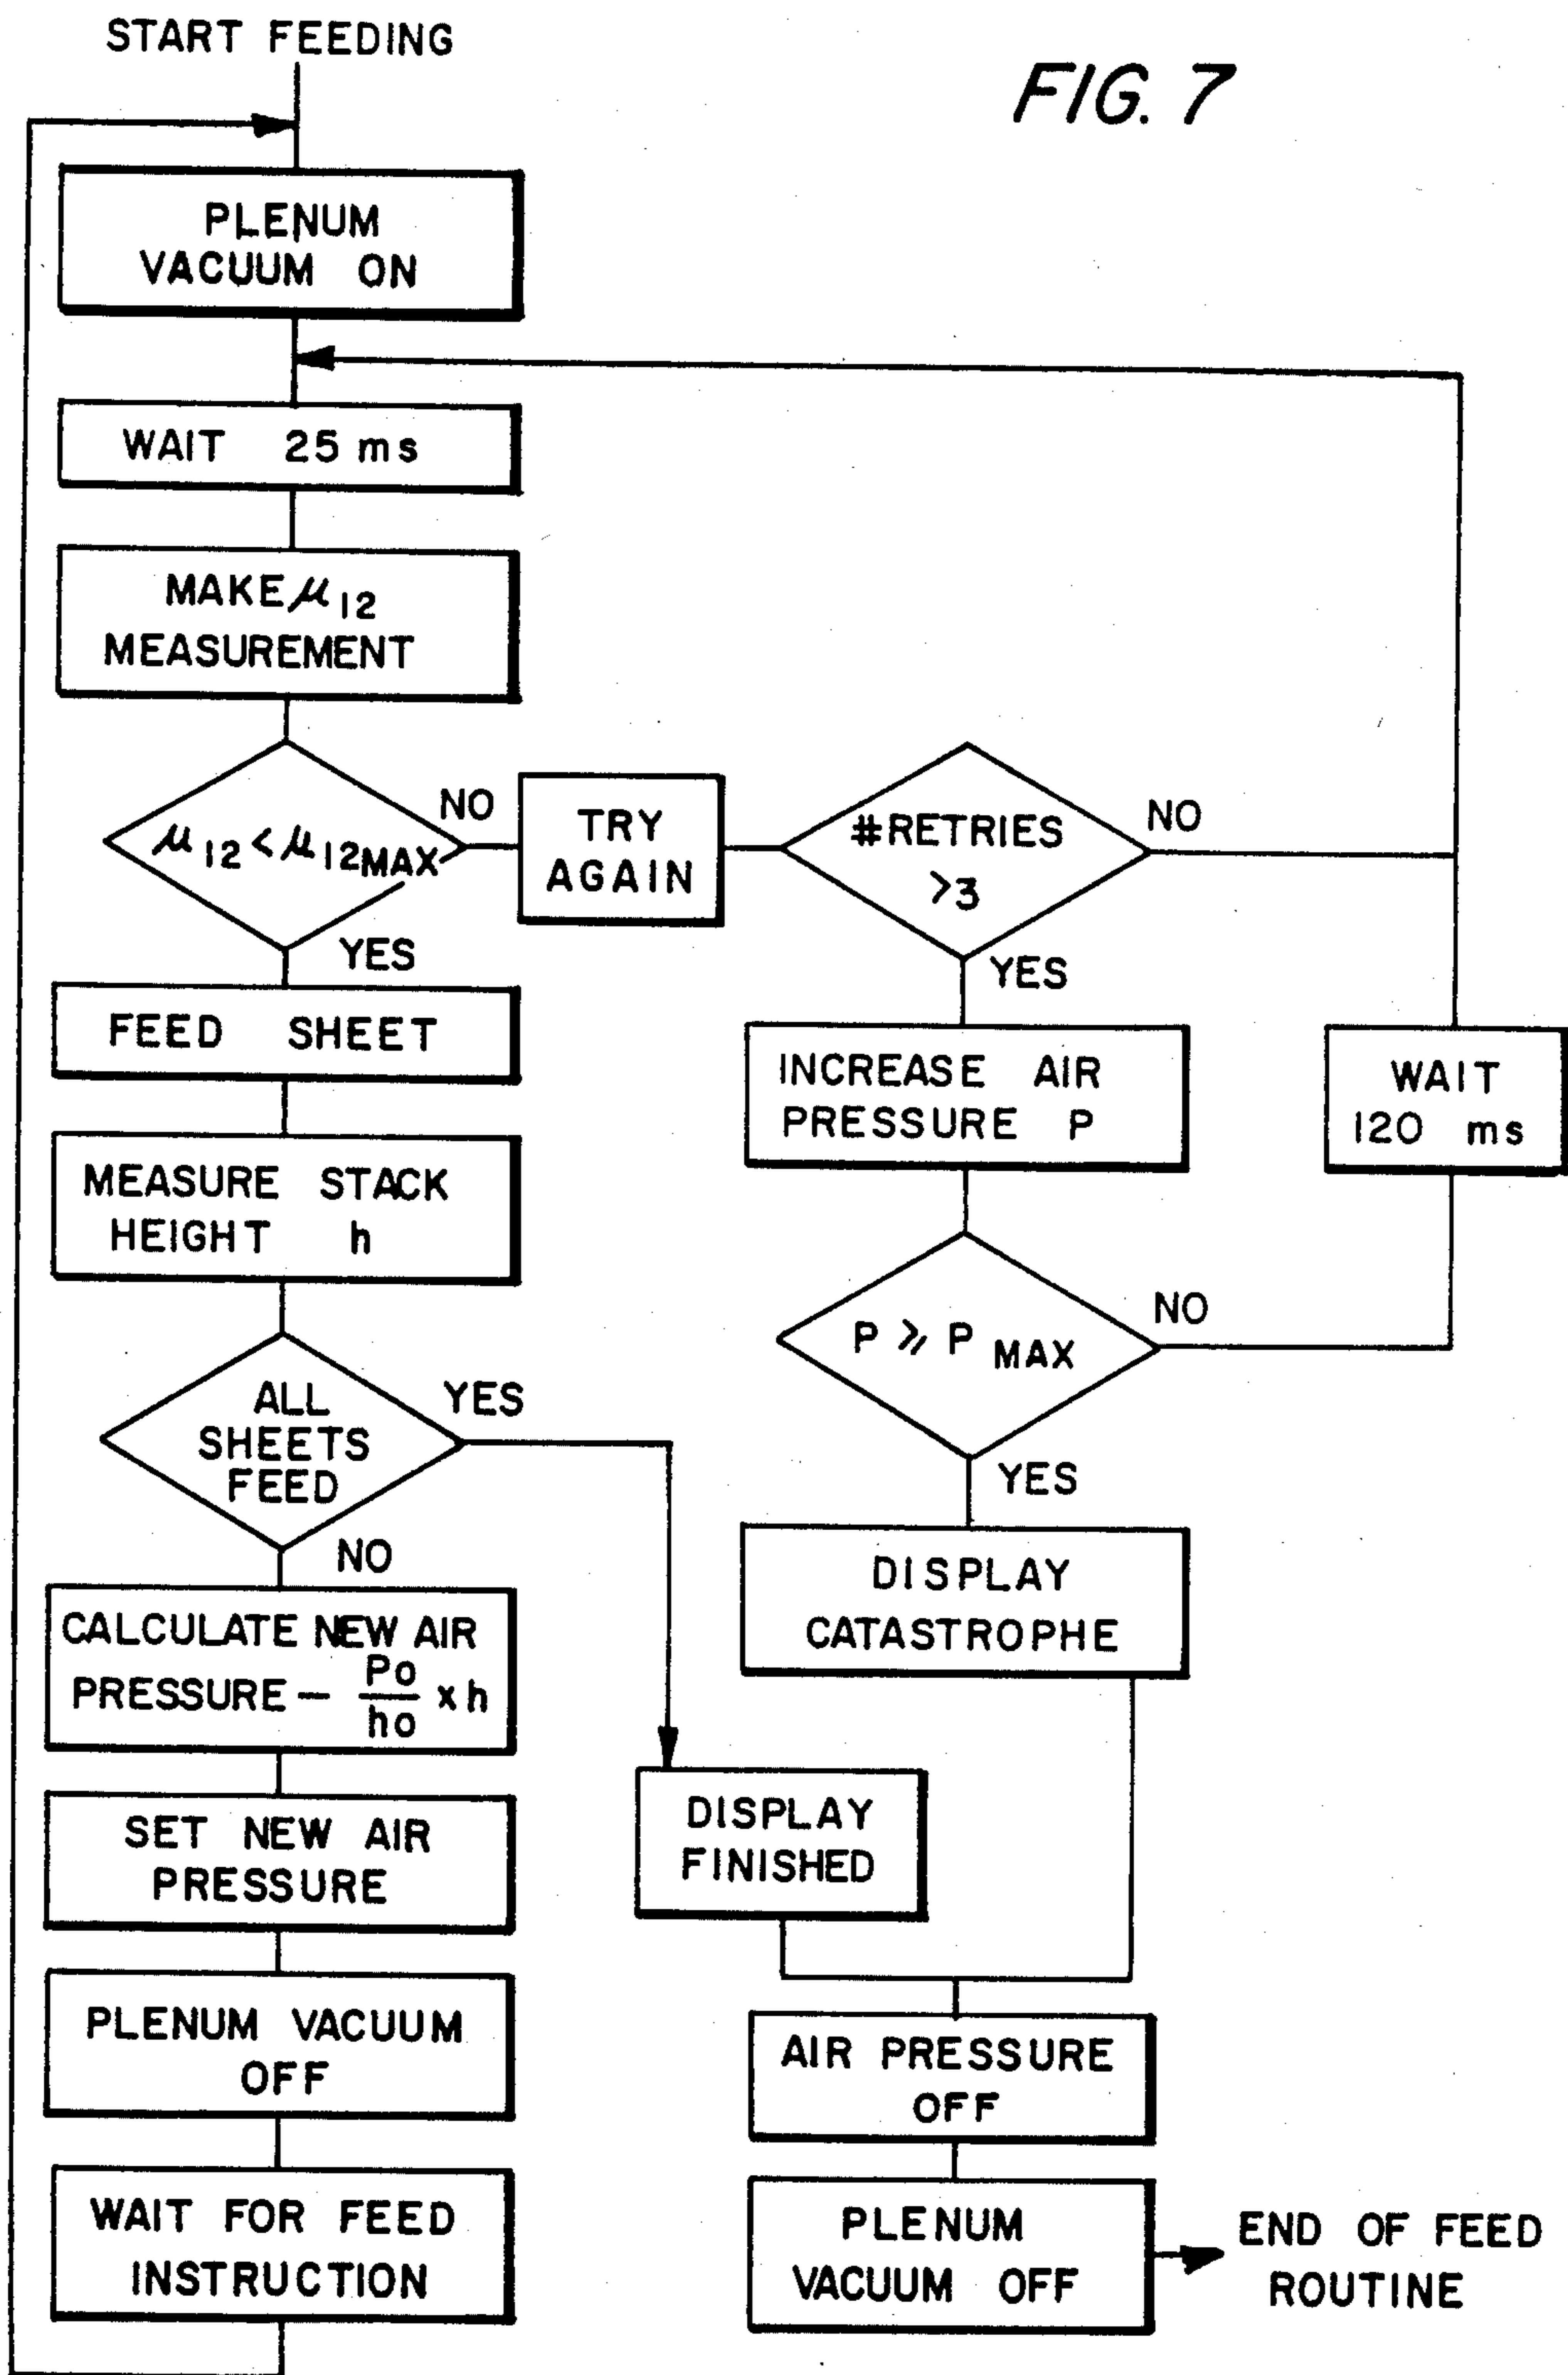 START FEEDING
FIG. 7
PLENUM
VACUUM ON
WAIT 25 ms
MAKE μ12
MEASUREMENT
μ12 < μ12MAX
NO
YES
TRY
AGAIN
#RETRIES
>3
NO
YES
FEED SHEET
INCREASE AIR
PRESSURE P
WAIT
120 ms
MEASURE STACK
HEIGHT h
P ⩾ P MAX
NO
YES
ALL
SHEETS
FEED
YES
NO
DISPLAY
CATASTROPHE
CALCULATE NEW AIR
PRESSURE – Po/ho x h
SET NEW AIR
PRESSURE
DISPLAY
FINISHED
PLENUM VACUUM
OFF
AIR PRESSURE
OFF
WAIT FOR FEED
INSTRUCTION
PLENUM
VACUUM OFF
END OF FEED
ROUTINE